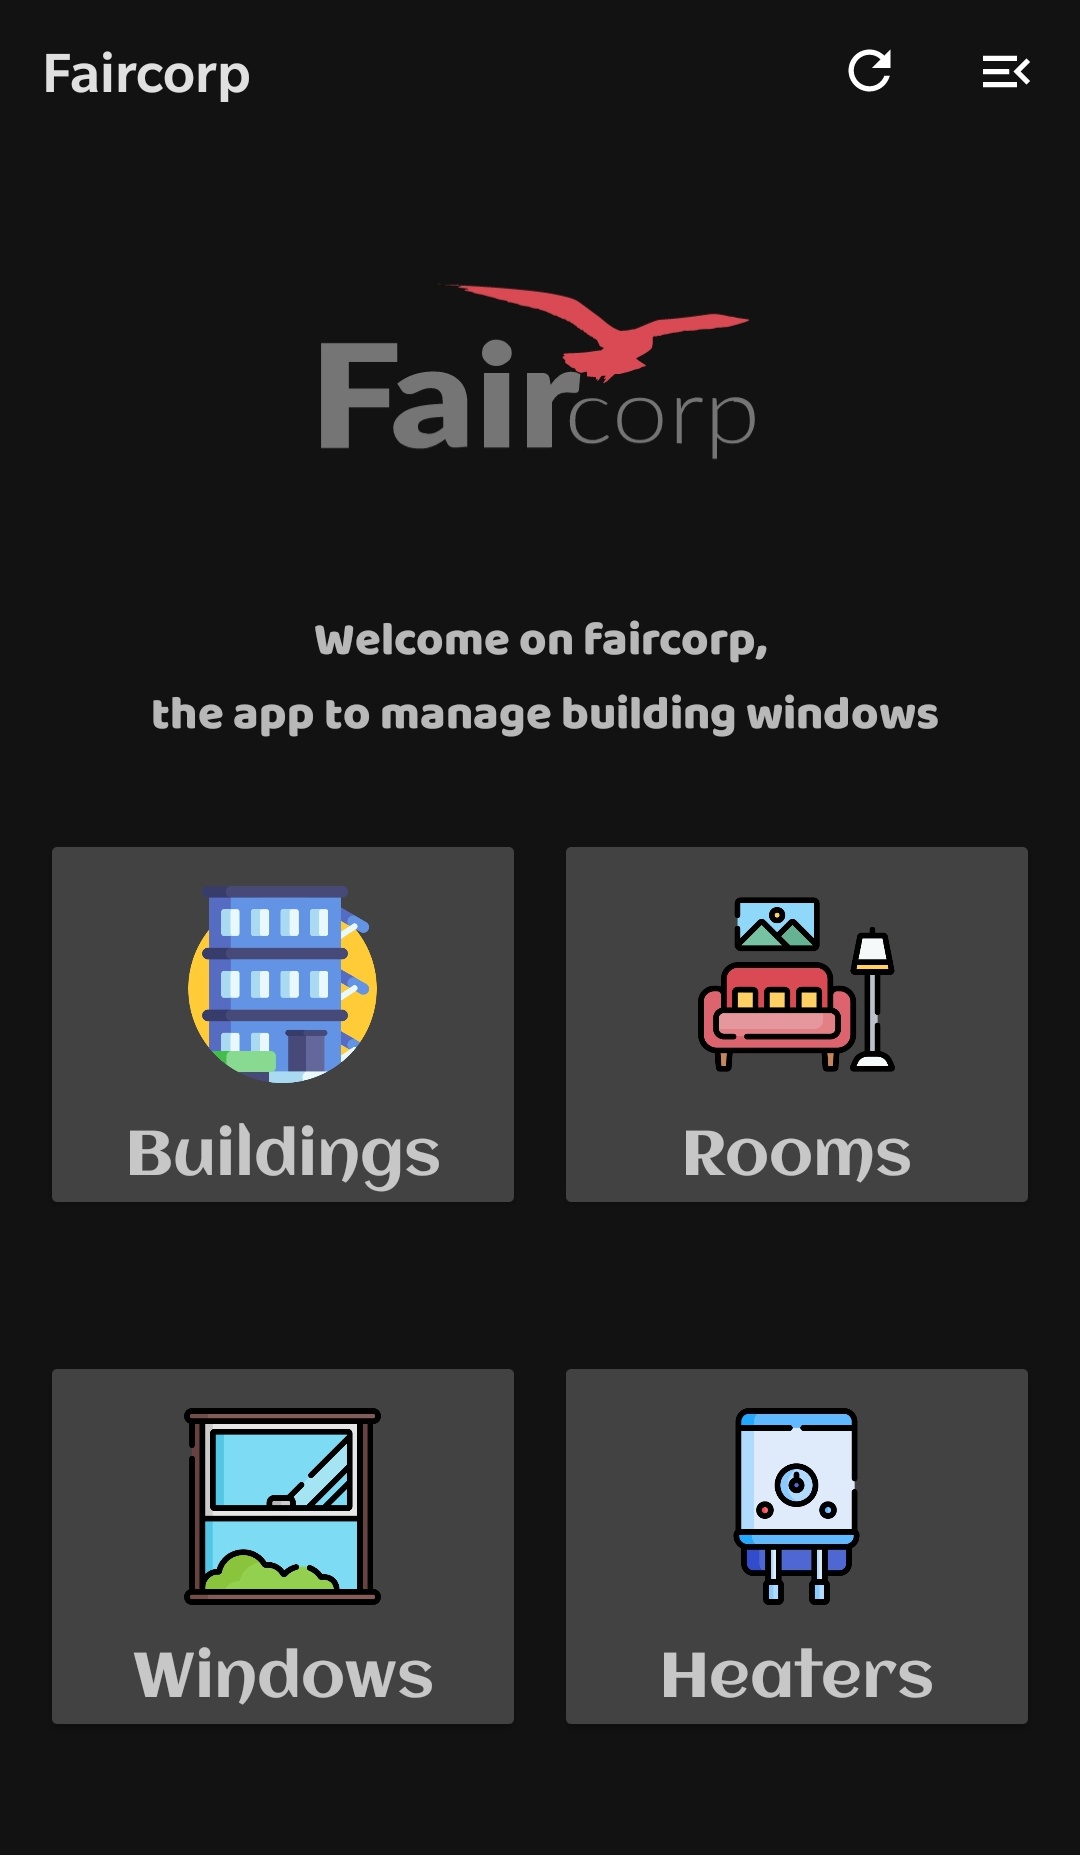 Faircorp
Faircorp
Welcome on faircorp,
the app to manage building windows
Buildings
Rooms
Windows
Heaters